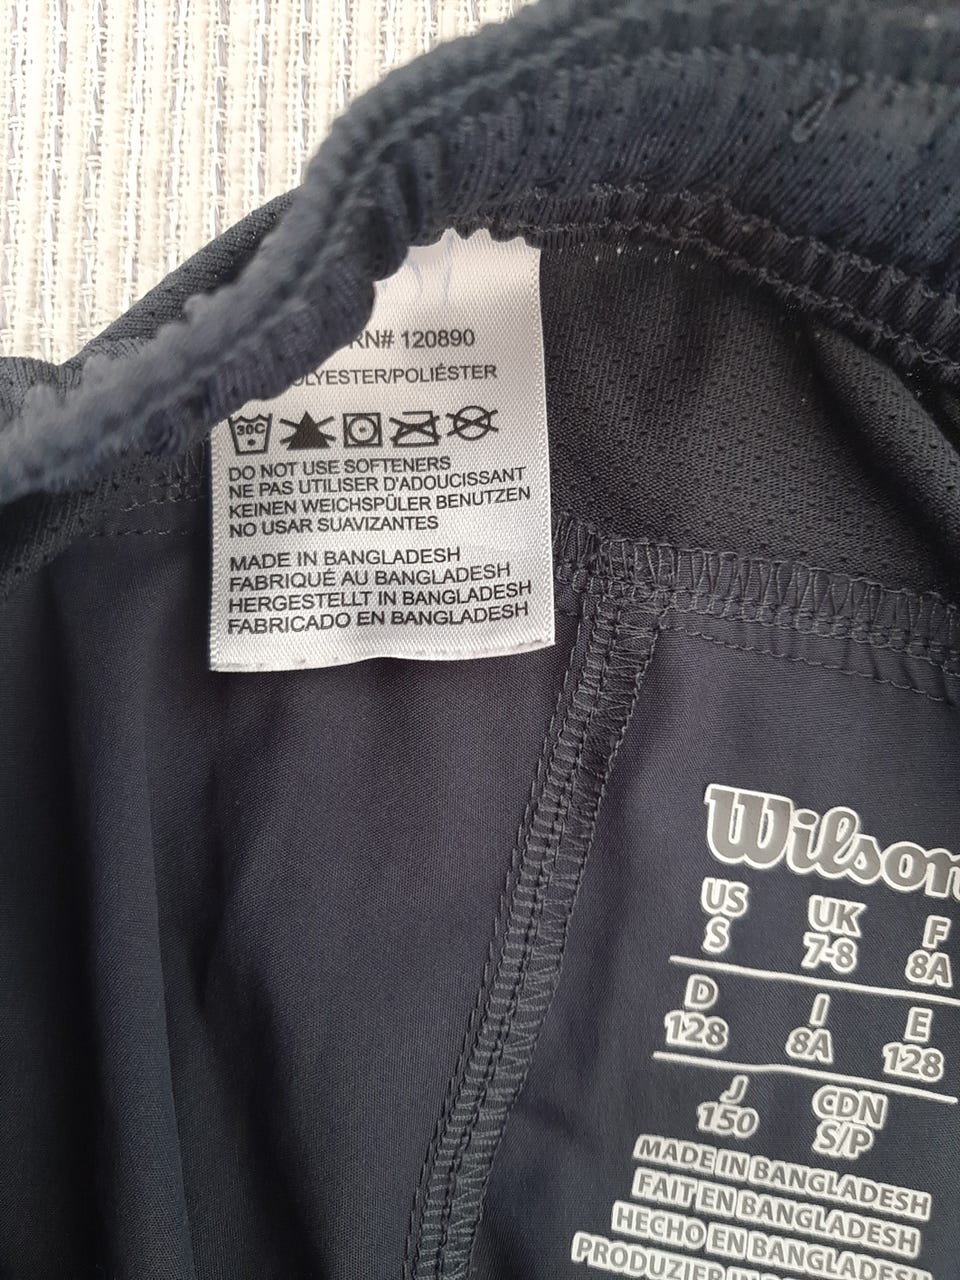 RN# 120890
POLYESTER/POLIÉSTER
30C
DO NOT USE SOFTENERS
NE PAS UTILISER D'ADOUCISSANT
KEINEN WEICHSPÜLER BENUTZEN
NO USAR SUAVIZANTES
MADE IN BANGLADESH
FABRIQUÉ AU BANGLADESH
HERGESTELLT IN BANGLADESH
FABRICADO EN BANGLADESH
Wilson
US UK F
S 7-8 8A
D I E
128 8A 128
J CDN
150 S/P
MADE IN BANGLADESH
FAIT EN BANGLADESH
HECHO EN BANGLADESH